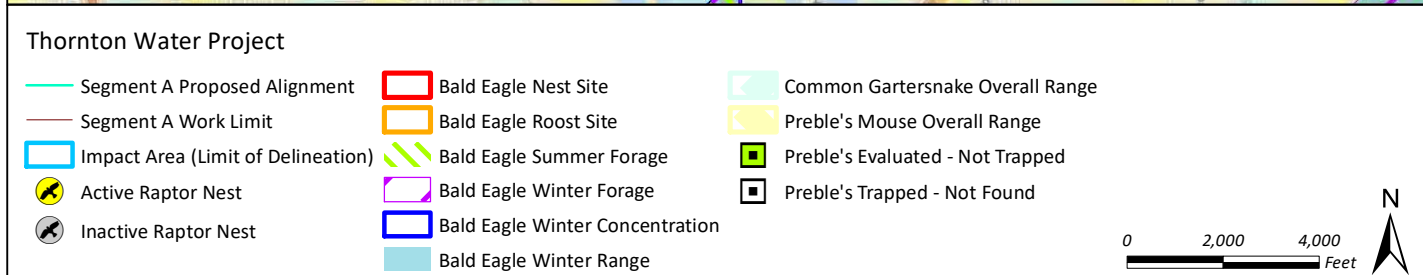 Thornton Water Project
Segment A Proposed Alignment
Segment A Work Limit
Impact Area (Limit of Delineation)
Active Raptor Nest
Inactive Raptor Nest
Bald Eagle Nest Site
Bald Eagle Roost Site
Bald Eagle Summer Forage
Bald Eagle Winter Forage
Bald Eagle Winter Concentration
Bald Eagle Winter Range
Common Gartersnake Overall Range
Preble's Mouse Overall Range
Preble's Evaluated - Not Trapped
Preble's Trapped - Not Found
0 2,000 4,000
Feet
N